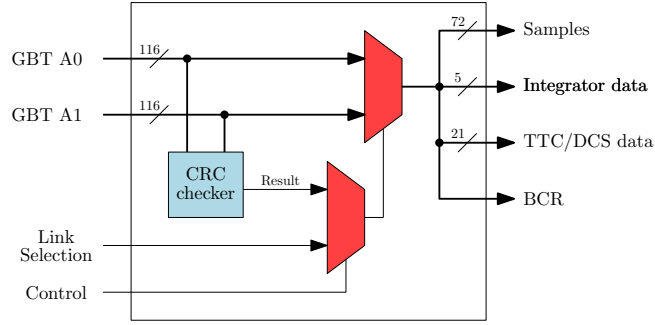 GBT A0
116
72
Samples
5
Integrator data
GBT A1
116
21
TTC/DCS data
CRC
checker
Result
BCR
Link
Selection
Control